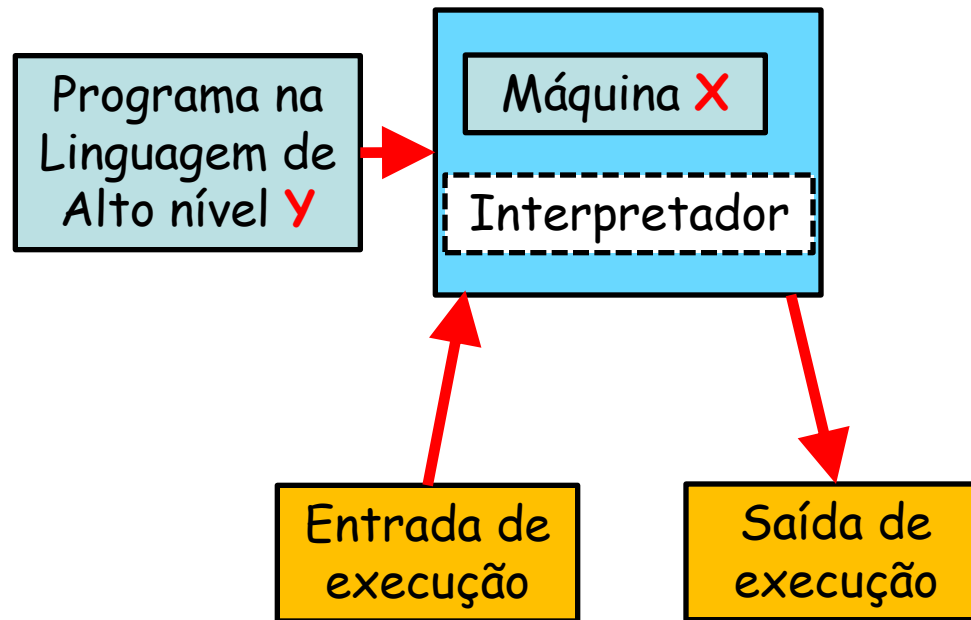 Programa na
Linguagem de
Alto nível Y
Máquina X
Interpretador
Entrada de
execução
Saída de
execução